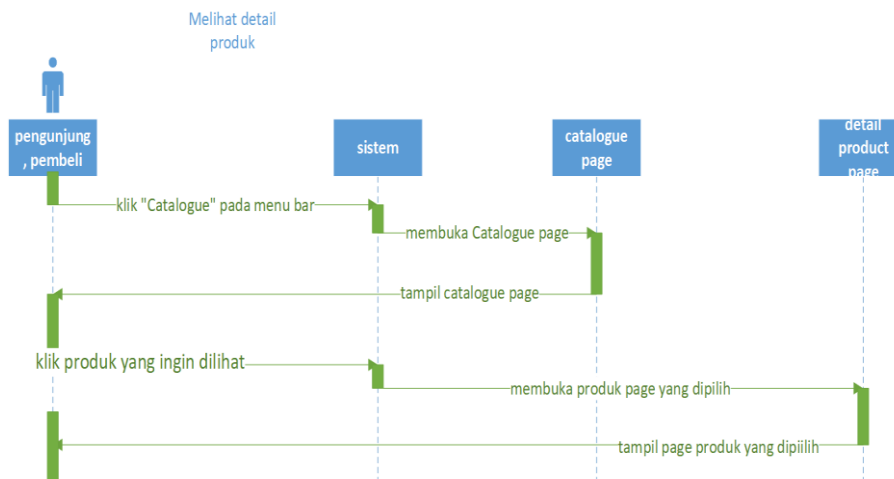 Melihat detail
produk
pengunjung
, pembeli
sistem
catalogue
page
detail
product
page
klik "Catalogue" pada menu bar
membuka Catalogue page
tampil catalogue page
klik produk yang ingin dilihat
membuka produk page yang dipilih
tampil page produk yang dipiilih